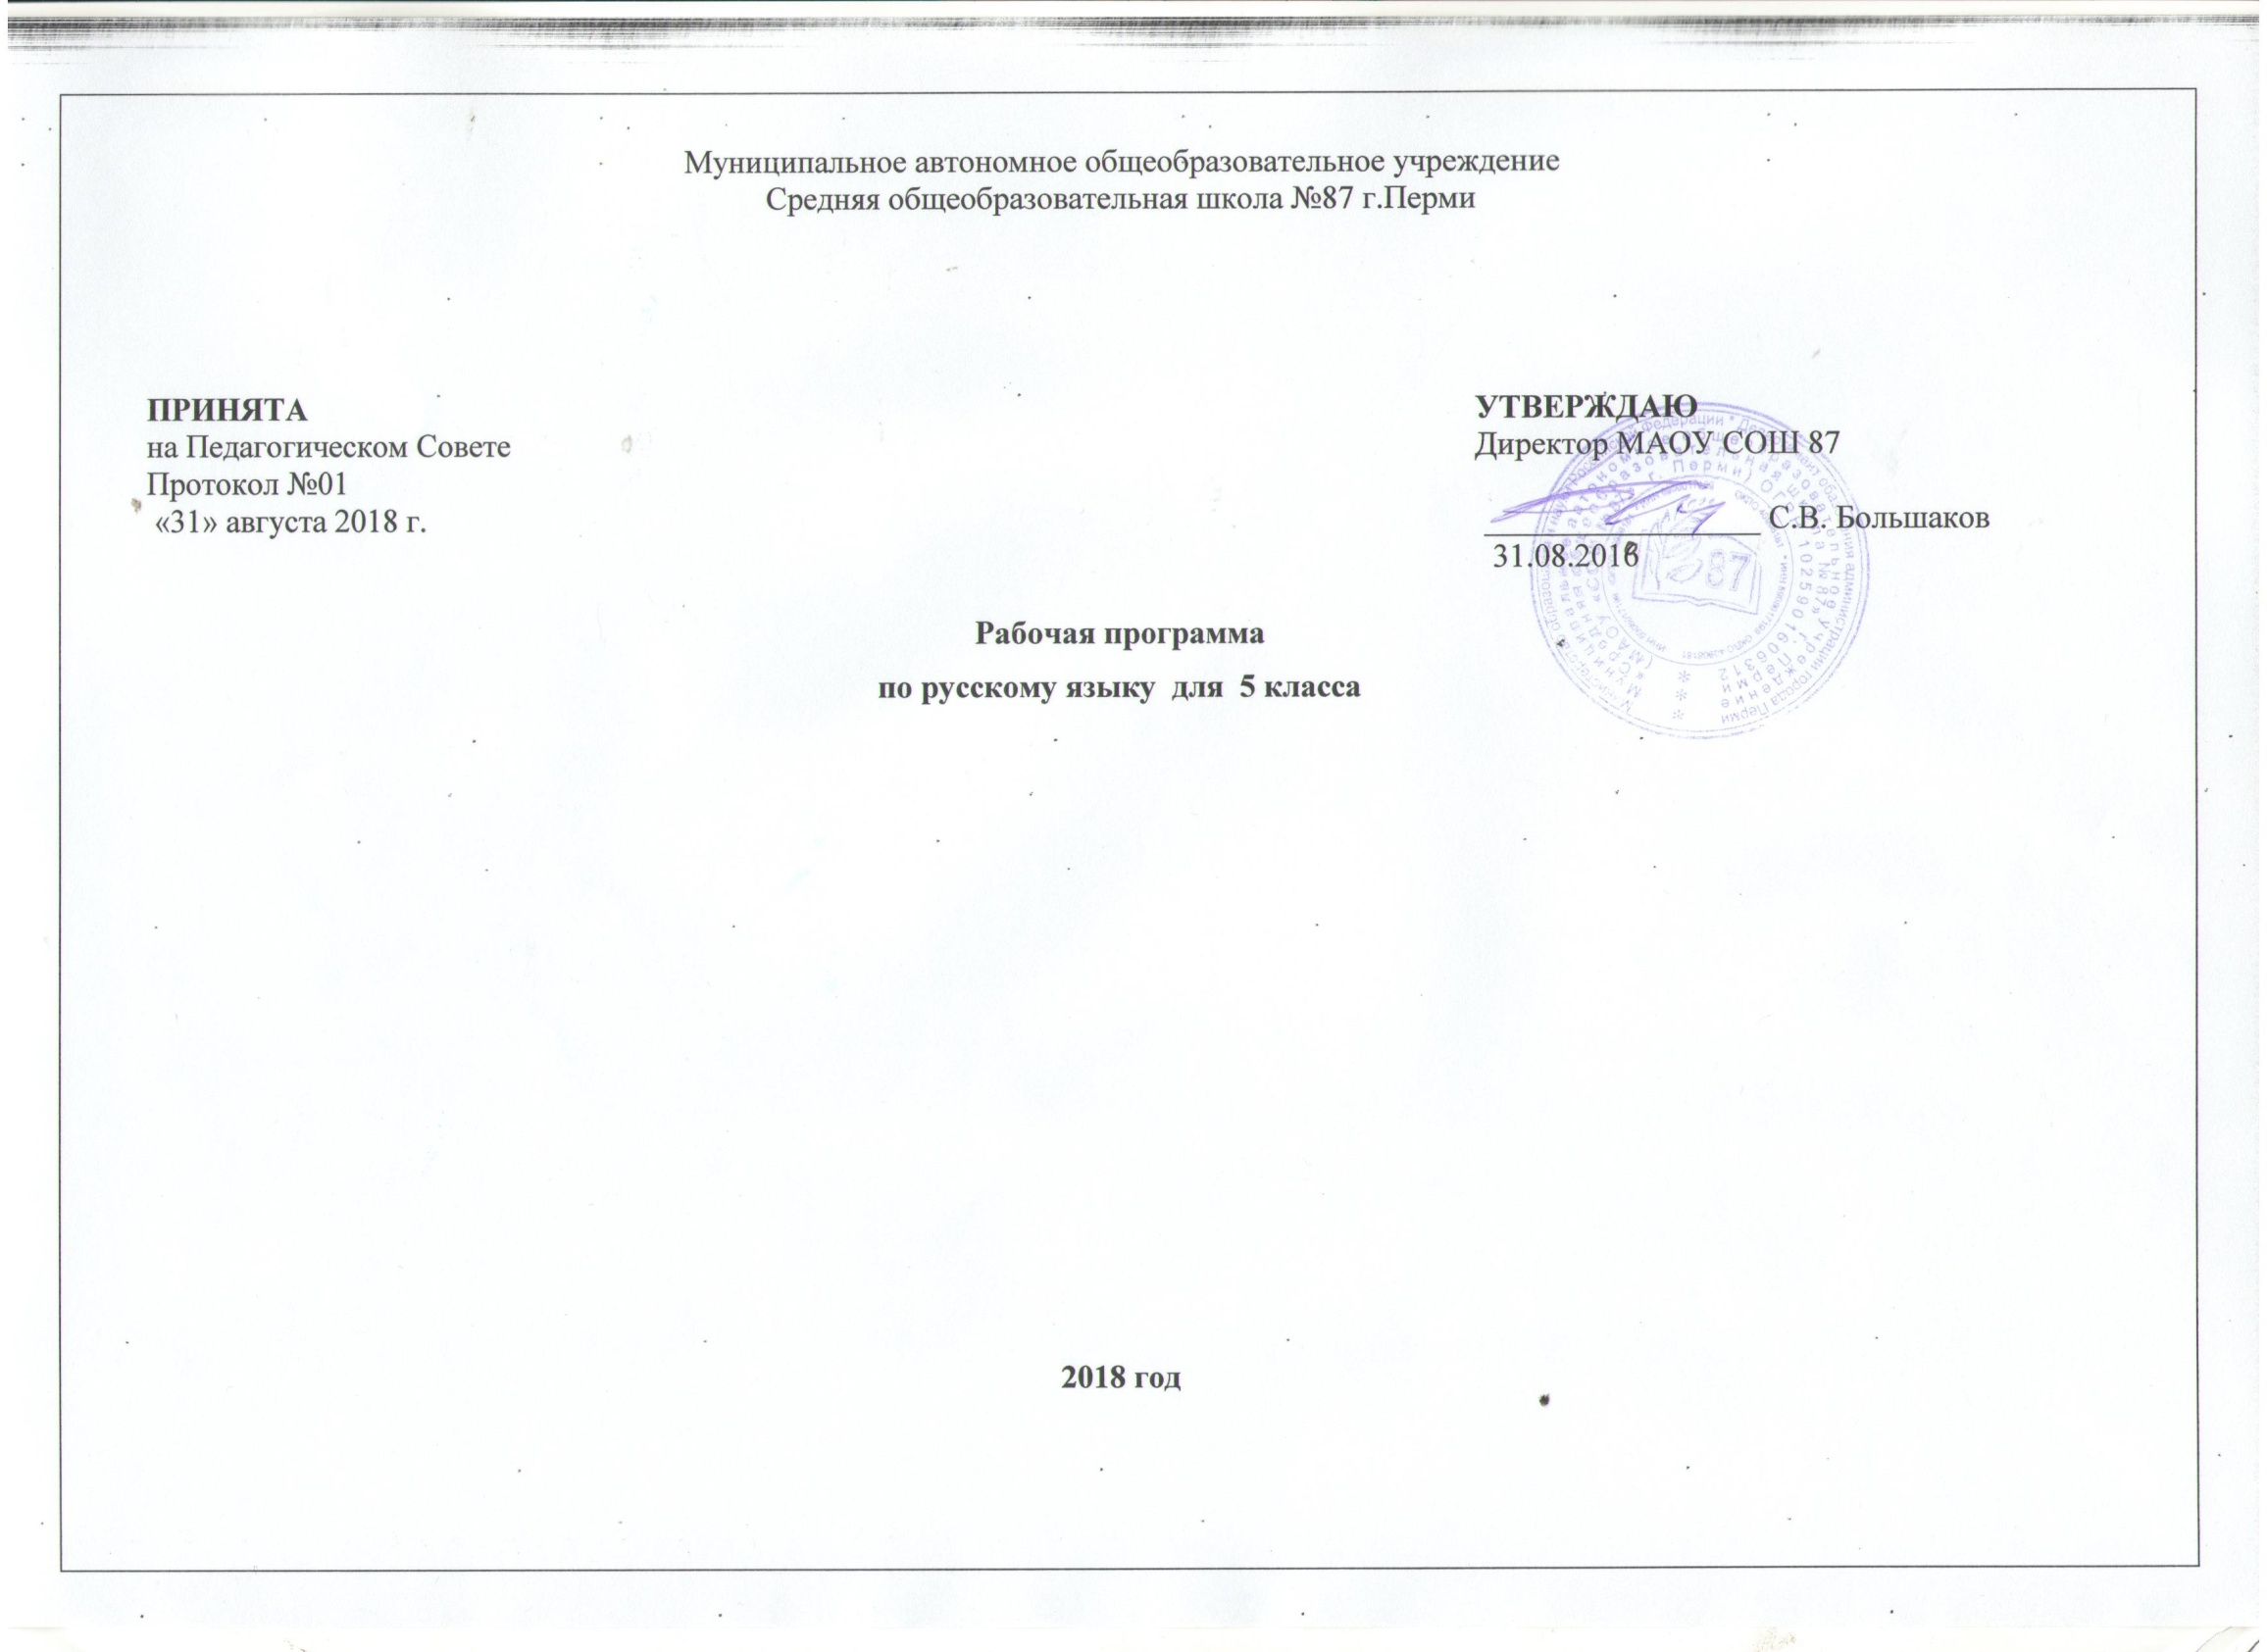 Муниципальное автономное общеобразовательное учреждение
Средняя общеобразовательная школа №87 г.Перми
ПРИНЯТА
на Педагогическом Совете
Протокол №01
«31» августа 2018 г.
УТВЕРЖДАЮ
Директор МАОУ СОШ 87
С.В. Большаков
31.08.2018
Рабочая программа
по русскому языку для 5 класса
87
2018 год